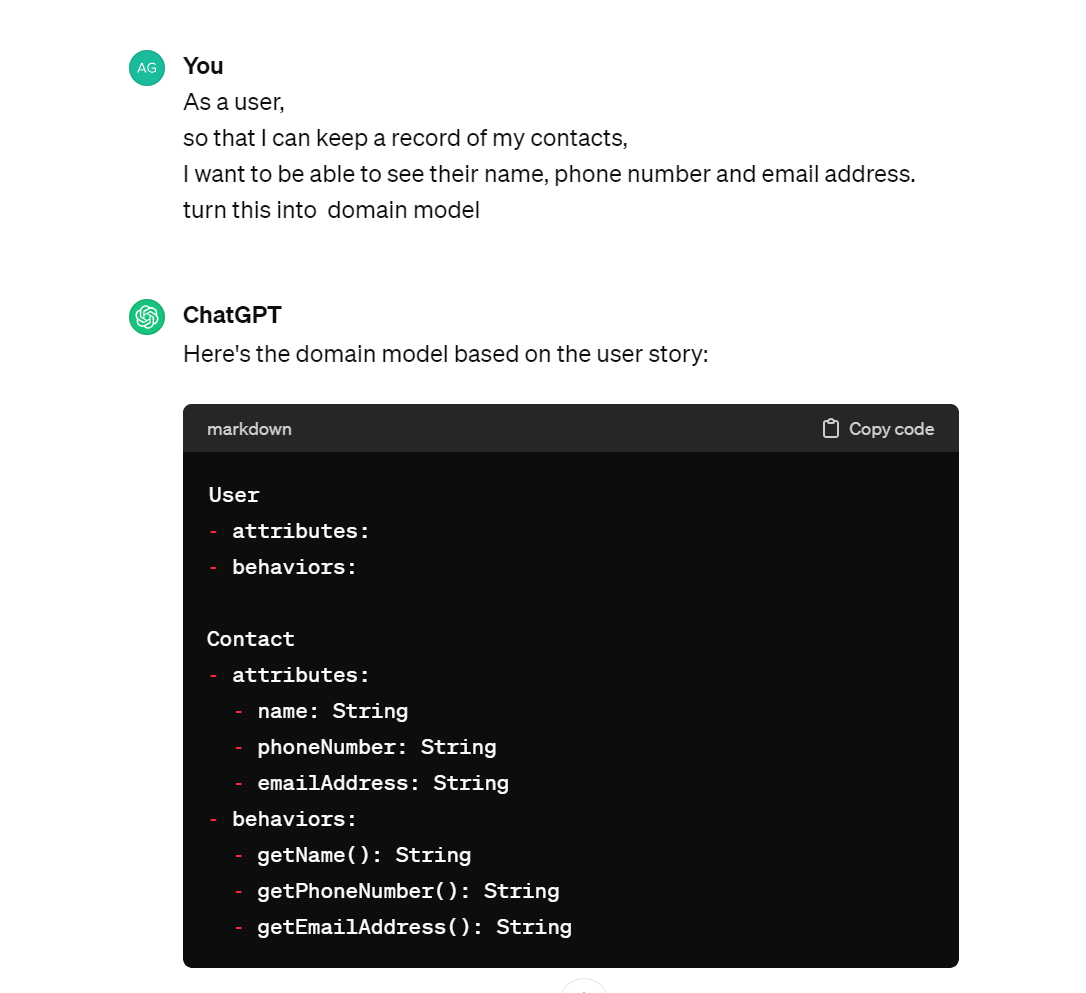 AG
You
As a user,
so that I can keep a record of my contacts,
I want to be able to see their name, phone number and email address.
turn this into  domain model
ChatGPT
Here's the domain model based on the user story:
markdown
Copy code
User
- attributes:
- behaviors:
Contact
- attributes:
- name: String
- phoneNumber: String
- emailAddress: String
- behaviors:
- getName(): String
- getPhoneNumber(): String
- getEmailAddress(): String